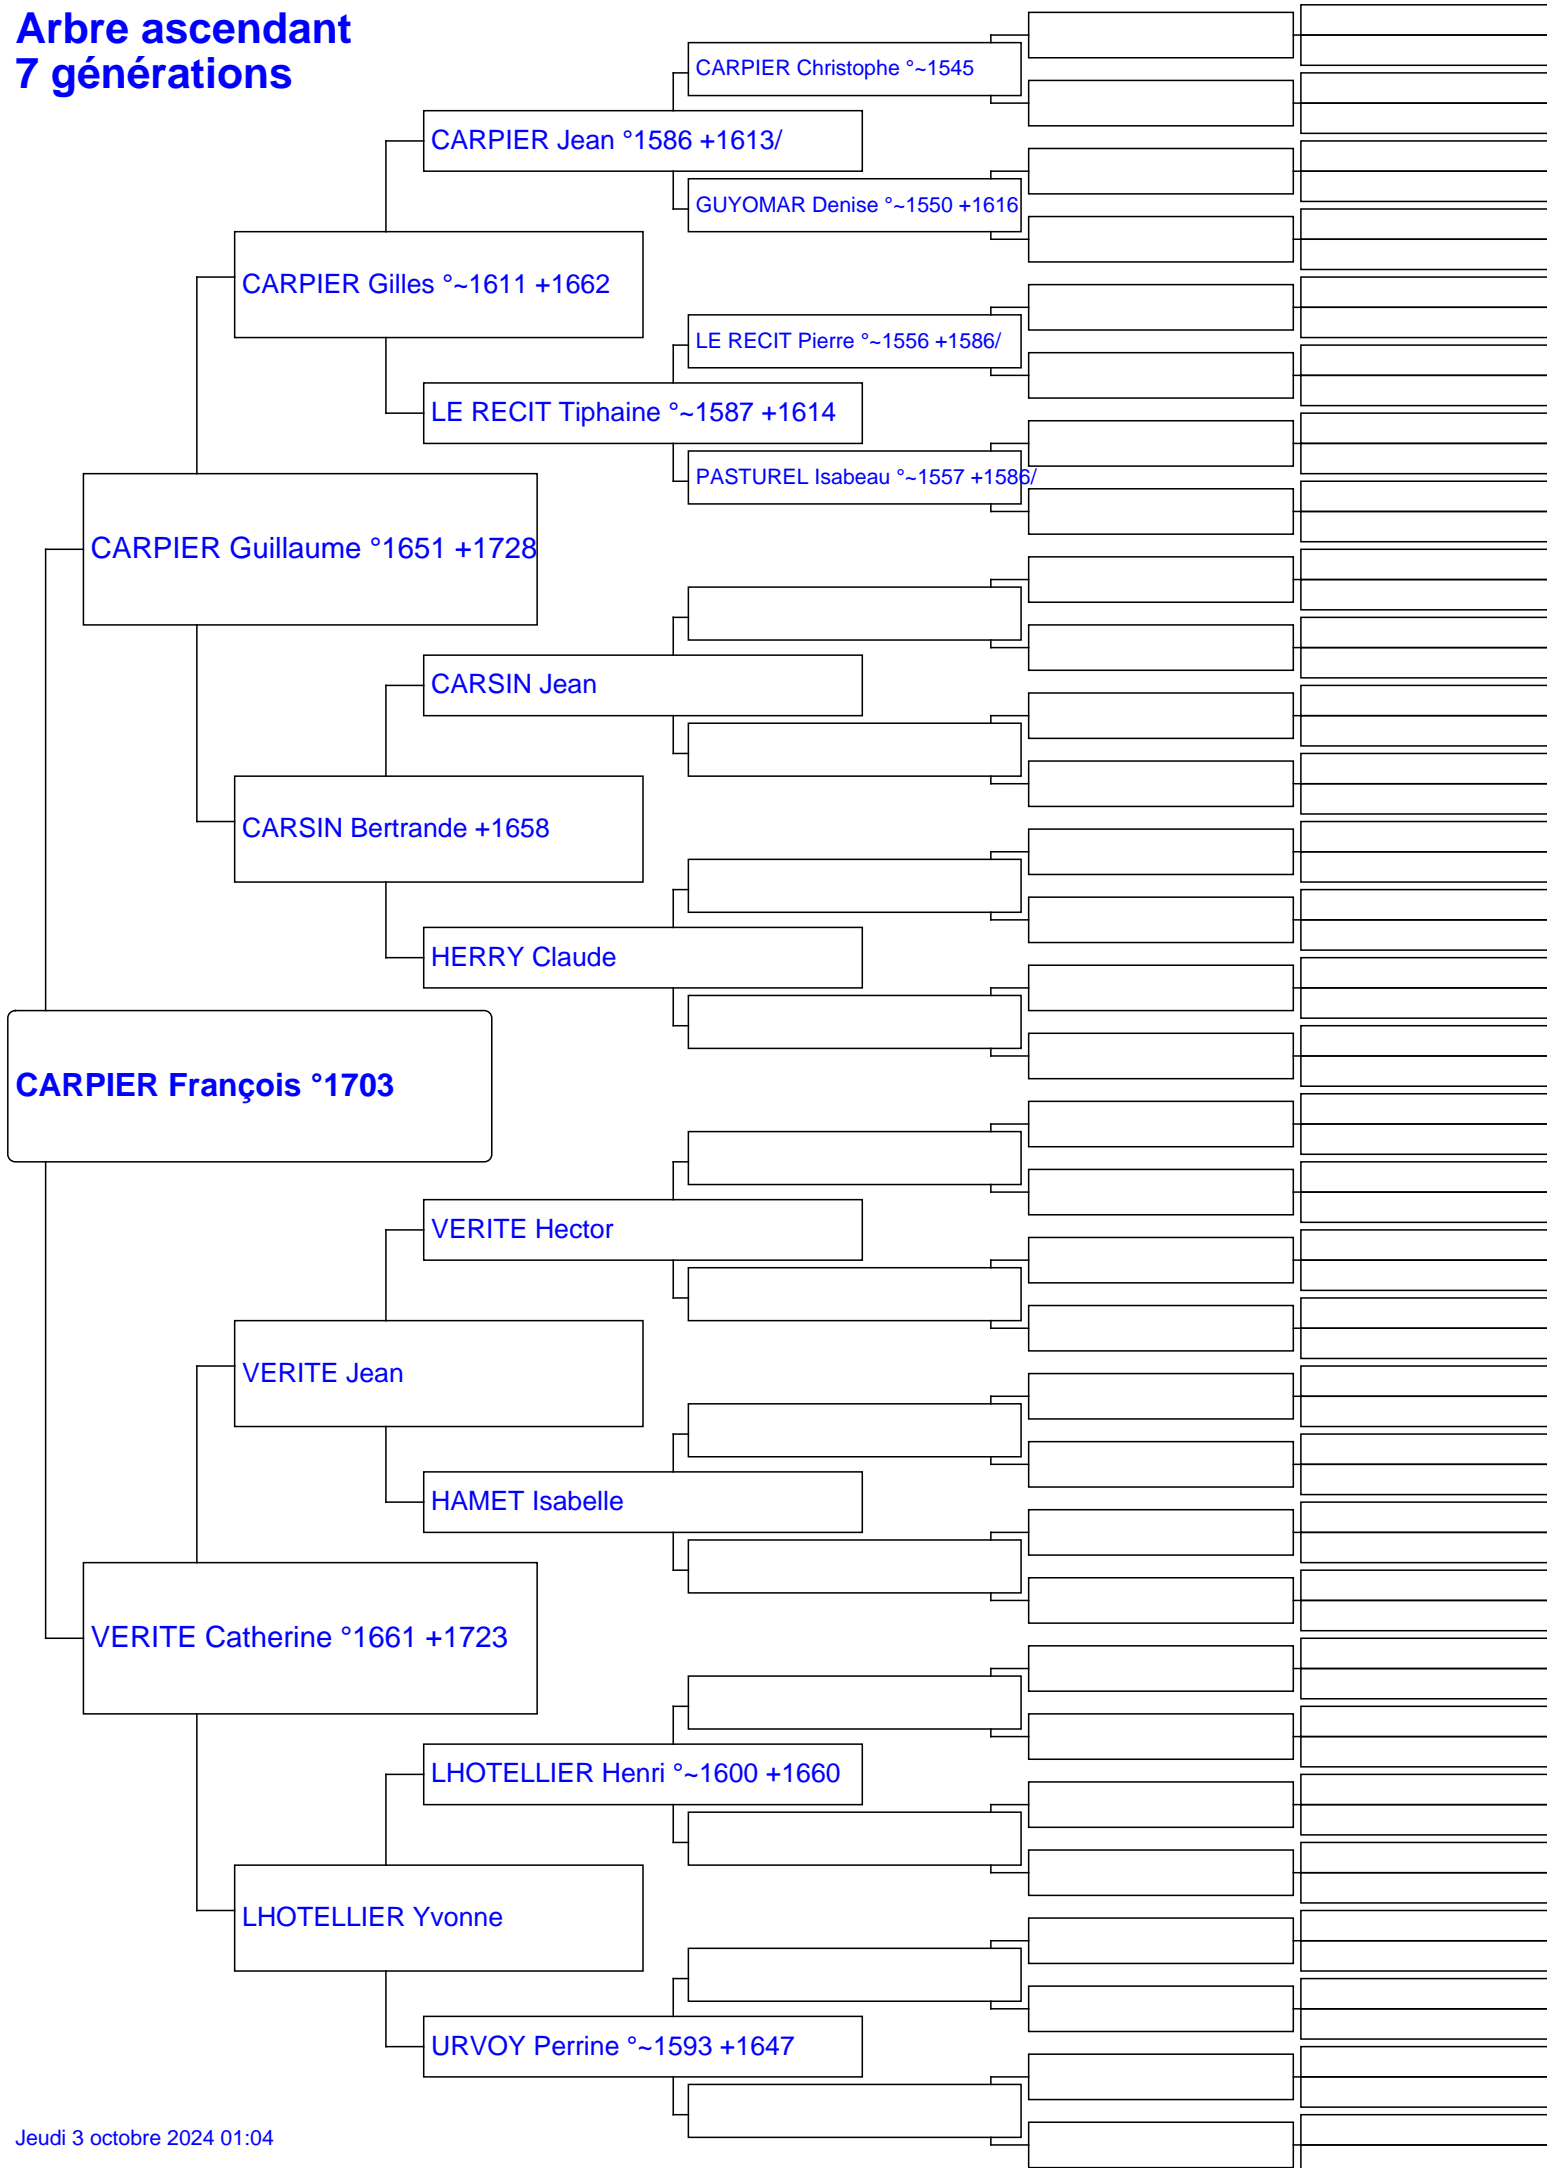 Arbre ascendant
7 générations
CARPIER Christophe °~1545
CARPIER Jean °1586 +1613/
GUYOMAR Denise °~1550 +1616
CARPIER Gilles °~1611 +1662
LE RECIT Pierre °~1556 +1586/
LE RECIT Tiphaine °~1587 +1614
PASTUREL Isabeau °~1557 +1586/
CARPIER Guillaume °1651 +1728
CARSIN Jean
CARSIN Bertrande +1658
HERRY Claude
CARPIER François °1703
VERITE Hector
VERITE Jean
HAMET Isabelle
VERITE Catherine °1661 +1723
LHOTELLIER Henri °~1600 +1660
LHOTELLIER Yvonne
URVOY Perrine °~1593 +1647
Jeudi 3 octobre 2024 01:04